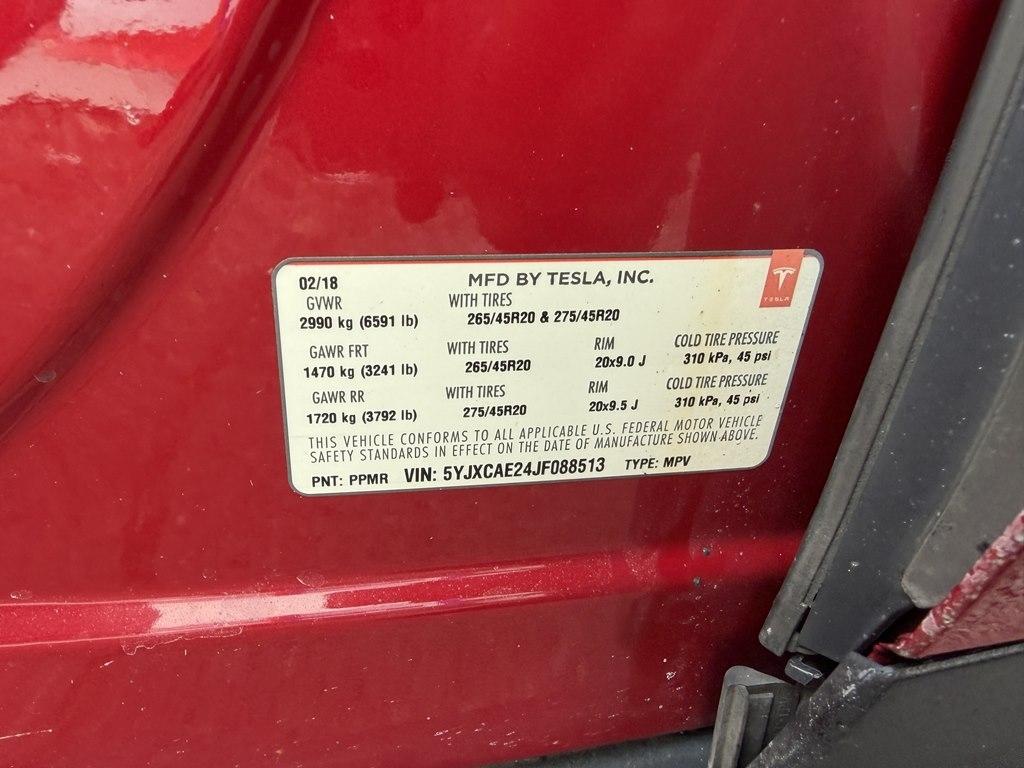 02/18 MFD BY TESLA, INC.
TESLA
GVWR WITH TIRES
2990 kg (6591 lb) 265/45R20 & 275/45R20
GAWR FRT WITH TIRES RIM COLD TIRE PRESSURE
1470 kg (3241 lb) 265/45R20 20x9.0 J 310 kPa, 45 psi
GAWR RR WITH TIRES RIM COLD TIRE PRESSURE
1720 kg (3792 lb) 275/45R20 20x9.5 J 310 kPa, 45 psi
THIS VEHICLE CONFORMS TO ALL APPLICABLE U.S. FEDERAL MOTOR VEHICLE
SAFETY STANDARDS IN EFFECT ON THE DATE OF MANUFACTURE SHOWN ABOVE.
PNT: PPMR VIN: 5YJXCAE24JF088513 TYPE: MPV